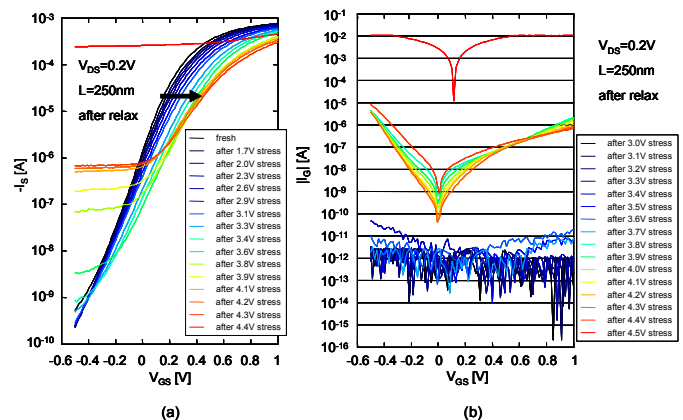 10-3
10-4
10-5
10-6
10-7
10-8
10-9
10-10
-IS [A]
VDS=0.2V
L=250nm
after relax
fresh
after 1.7V stress
after 2.0V stress
after 2.3V stress
after 2.6V stress
after 2.9V stress
after 3.1V stress
after 3.3V stress
after 3.4V stress
after 3.6V stress
after 3.8V stress
after 3.9V stress
after 4.1V stress
after 4.2V stress
after 4.3V stress
after 4.4V stress
-0.6 -0.4 -0.2 0 0.2 0.4 0.6 0.8 1
VGS [V]
(a)
10-1
10-2
10-3
10-4
10-5
10-6
10-7
10-8
10-9
10-10
10-11
10-12
10-13
10-14
10-15
10-16
|IG| [A]
VDS=0.2V
L=250nm
after relax
after 3.0V stress
after 3.1V stress
after 3.2V stress
after 3.3V stress
after 3.4V stress
after 3.5V stress
after 3.6V stress
after 3.7V stress
after 3.8V stress
after 3.9V stress
after 4.0V stress
after 4.1V stress
after 4.2V stress
after 4.3V stress
after 4.4V stress
after 4.5V stress
-0.6 -0.4 -0.2 0 0.2 0.4 0.6 0.8 1
VGS [V]
(b)